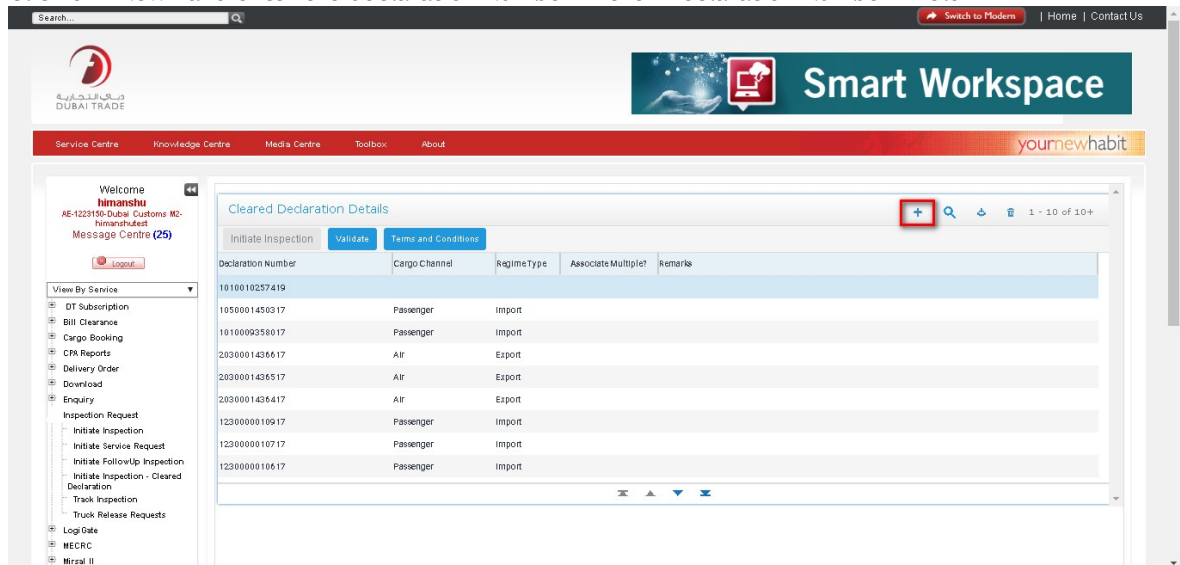 Search...
Switch to Modern | Home | Contact Us
دبي التجارية
DUBAI TRADE
Smart Workspace
Service Centre Knowledge Centre Media Centre Toolbox About
yournewhabit
Welcome
himanshu
AE-1223150-Dubai Customs M2-
himanshutest
Message Centre (25)
Logout
View By Service
DT Subscription
Bill Clearance
Cargo Booking
CPA Reports
Delivery Order
Download
Enquiry
Inspection Request
Initiate Inspection
Initiate Service Request
Initiate FollowUp Inspection
Initiate Inspection - Cleared
Declaration
Track Inspection
Truck Release Requests
LogiGate
MECRC
Mirsal II
Cleared Declaration Details
1 - 10 of 10+
Initiate Inspection Validate Terms and Conditions
Declaration Number Cargo Channel RegimeType Associate Multiple? Remarks
1010010257419
1050001450317 Passenger Import
1010009358017 Passenger Import
2030001436617 Air Export
2030001436517 Air Export
2030001436417 Air Export
1230000010917 Passenger Import
1230000010717 Passenger Import
1230000010617 Passenger Import